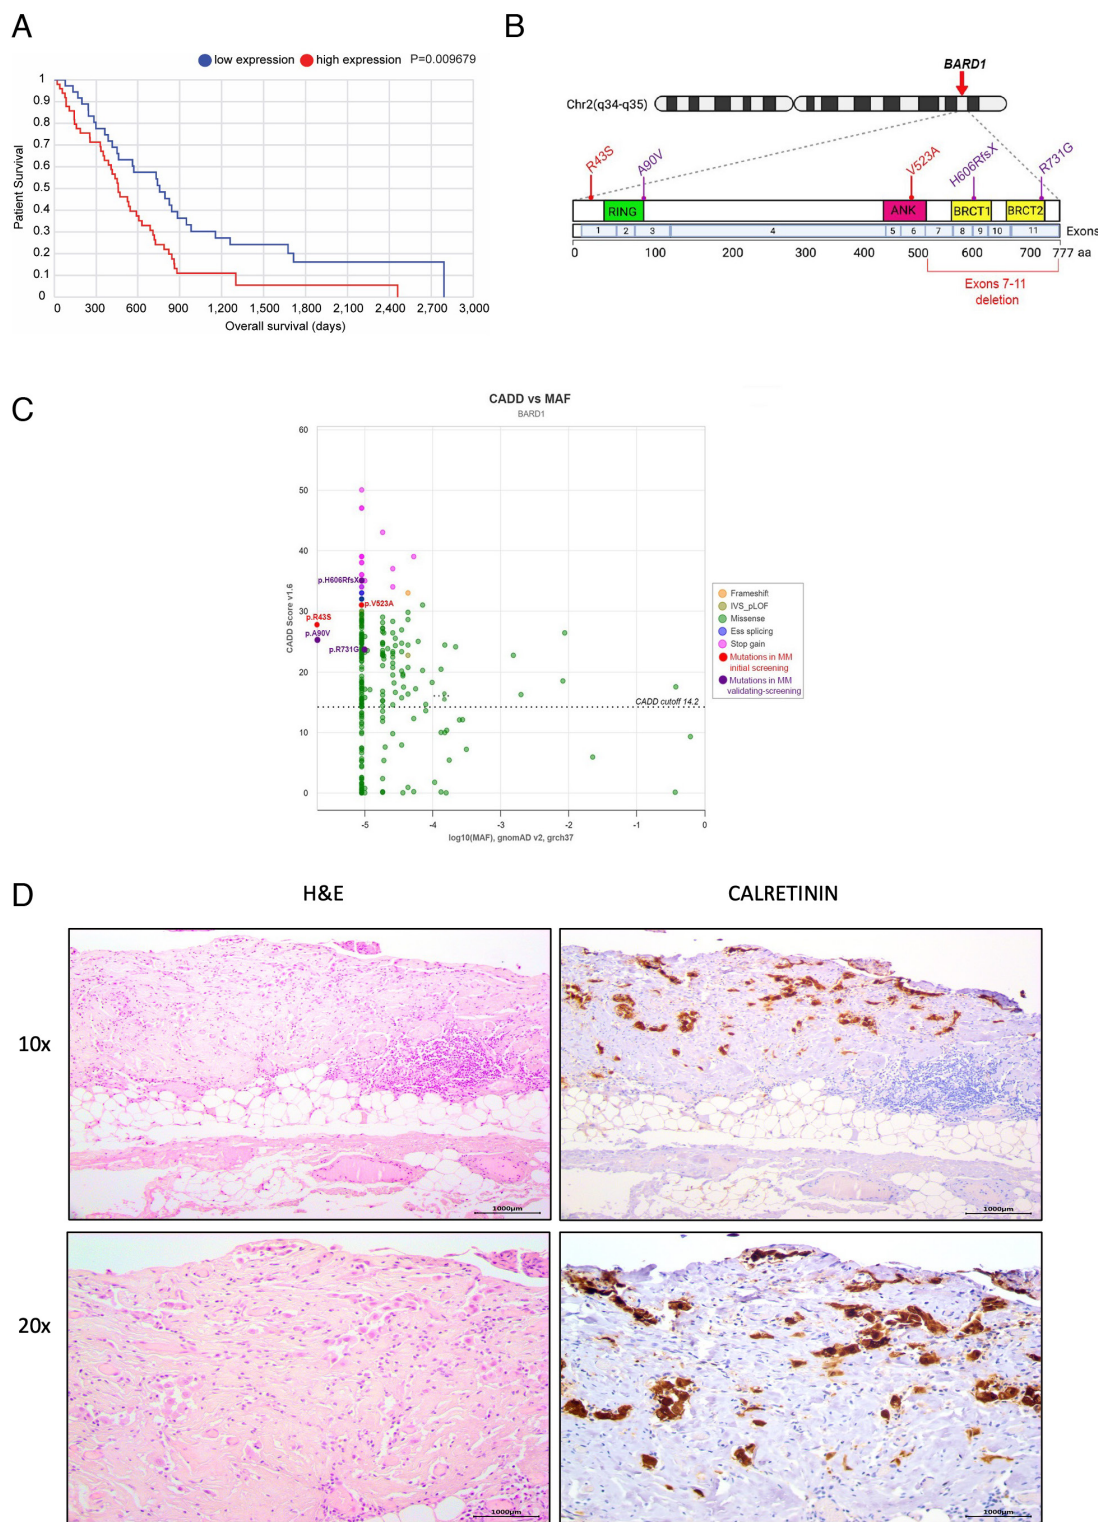 A
low expression high expression P=0.009679
Patient Survival
1
0.9
0.8
0.7
0.6
0.5
0.4
0.3
0.2
0.1
0
0 300 600 900 1,200 1,500 1,800 2,100 2,400 2,700 3,000
Overall survival (days)
B
BARD1
Chr2(q34-q35)
R43S A90V V523A H606RfsX R731G
RING ANK BRCT1 BRCT2
1 2 3 4 5 6 7 8 9 10 11 Exons
0 100 200 300 400 500 600 700 777 aa
Exons 7-11
deletion
C
CADD vs MAF
BARD1
CADD Score v1.6
60
50
40
30
20
10
0
p.H606RfsX
p.V523A
p.R43S
p.A90V
p.R731G
CADD cutoff 14.2
-5 -4 -3 -2 -1 0
log10(MAF), gnomAD v2, grch37
Frameshift
IVS_pLOF
Missense
Ess splicing
Stop gain
Mutations in MM
initial screening
Mutations in MM
validating-screening
D
H&E CALRETININ
10x
1000µm 1000µm
20x
1000µm 1000µm